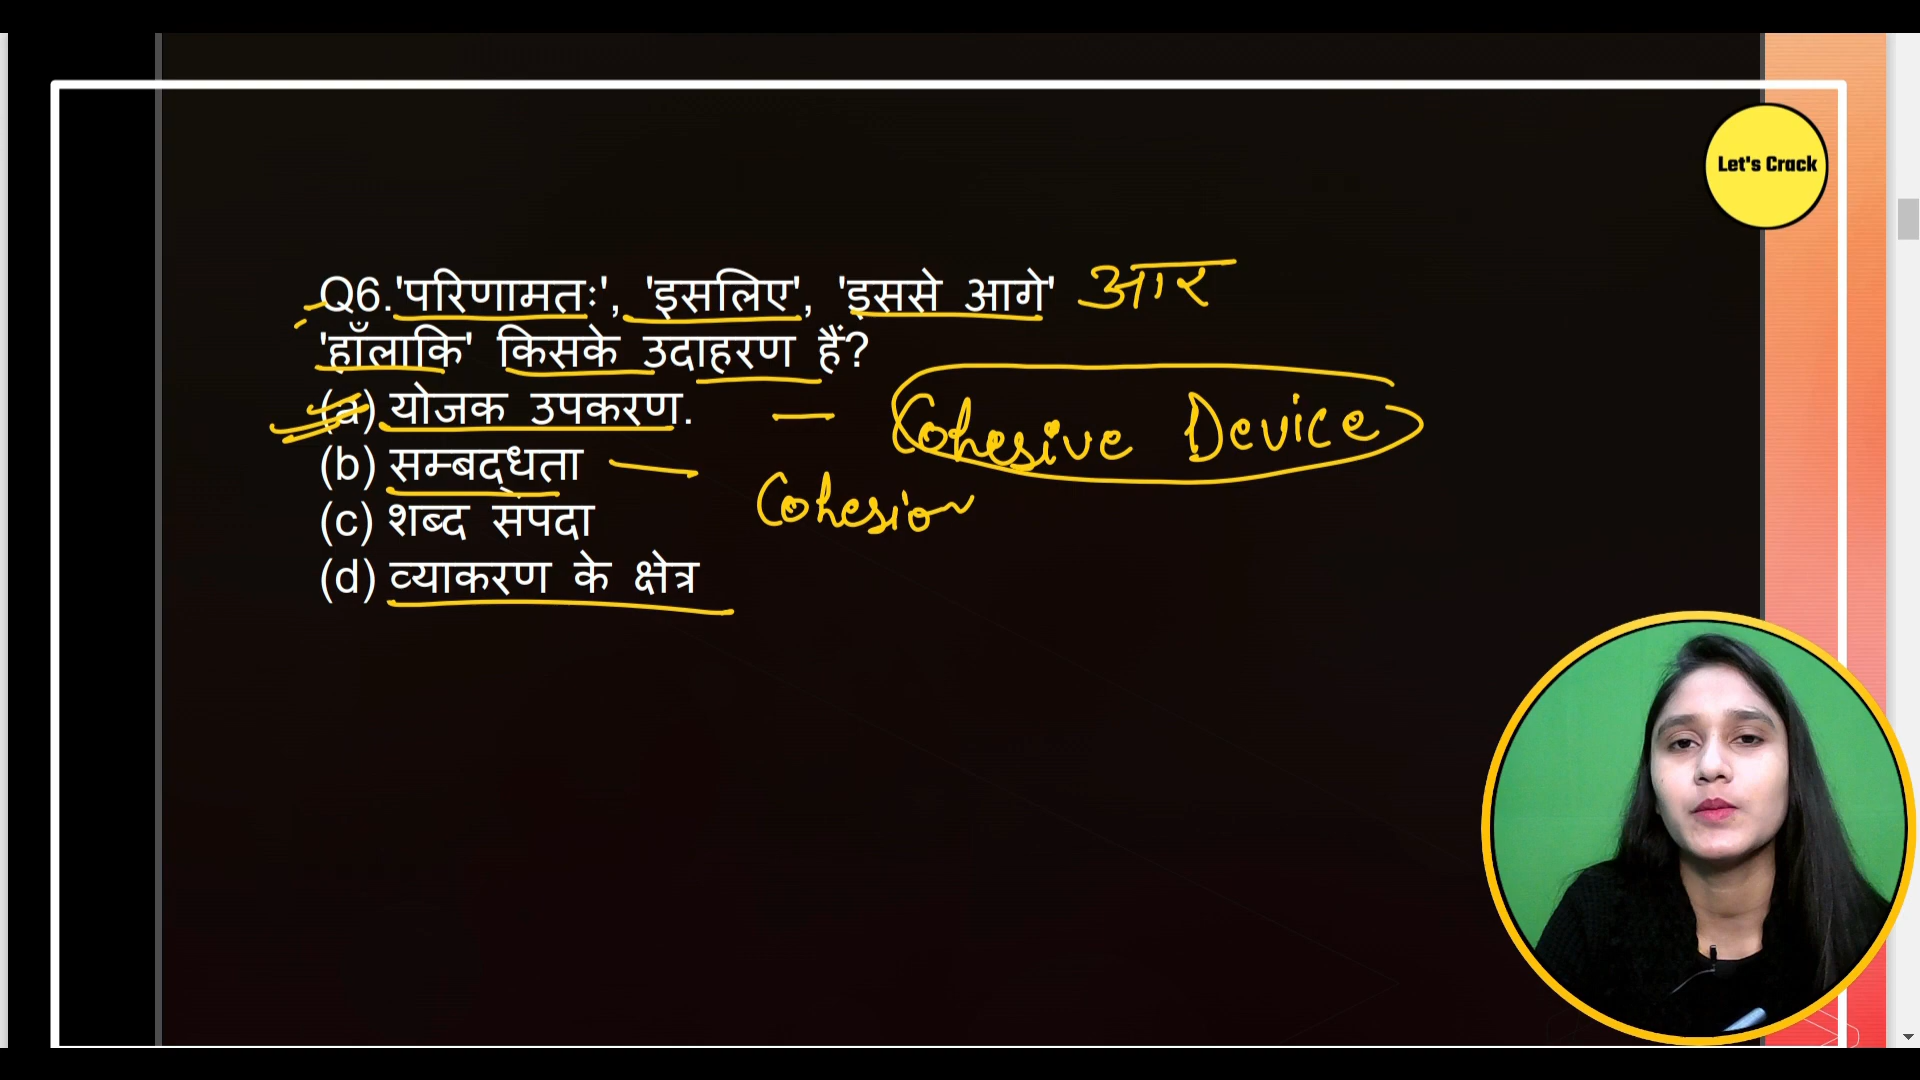 Let's Crack
Q6.'परिणामतः', 'इसलिए', 'इससे आगे' और
'हाँलाकि' किसके उदाहरण हैं?
(a) योजक उपकरण. — Cohesive Device
(b) सम्बद्धता — Cohesion
(c) शब्द संपदा
(d) व्याकरण के क्षेत्र